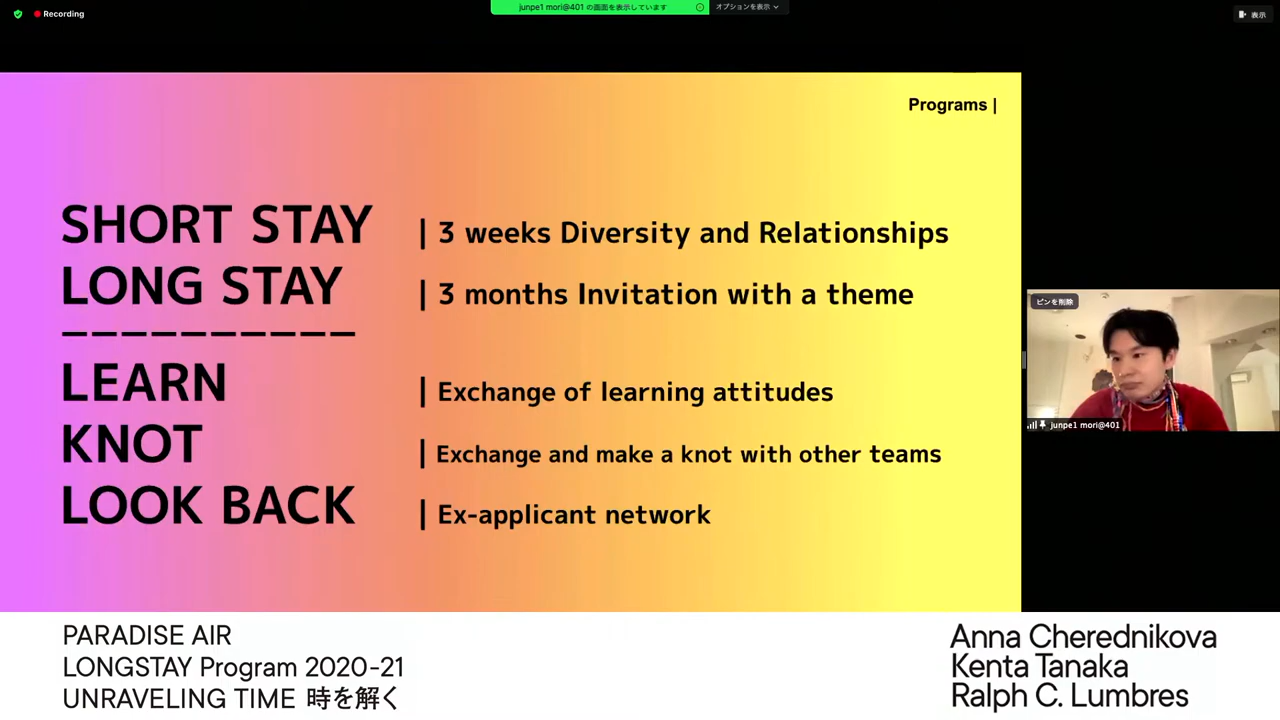 Recording
junpe1 mori@401 の画面を表示しています
オプションを表示
表示
Programs |
SHORT STAY | 3 weeks Diversity and Relationships
LONG STAY | 3 months Invitation with a theme
LEARN | Exchange of learning attitudes
KNOT | Exchange and make a knot with other teams
LOOK BACK | Ex-applicant network
ピンを削除
junpe1 mori@401
PARADISE AIR
LONGSTAY Program 2020-21
UNRAVELING TIME 時を解く
Anna Cherednikova
Kenta Tanaka
Ralph C. Lumbres